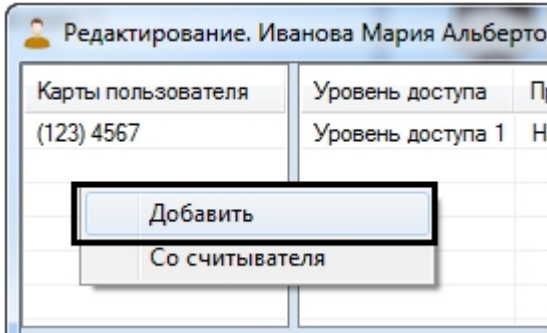 Редактирование. Иванова Мария Альберто
Карты пользователя Уровень доступа
(123) 4567 Уровень доступа 1 Н
Добавить
Со считывателя